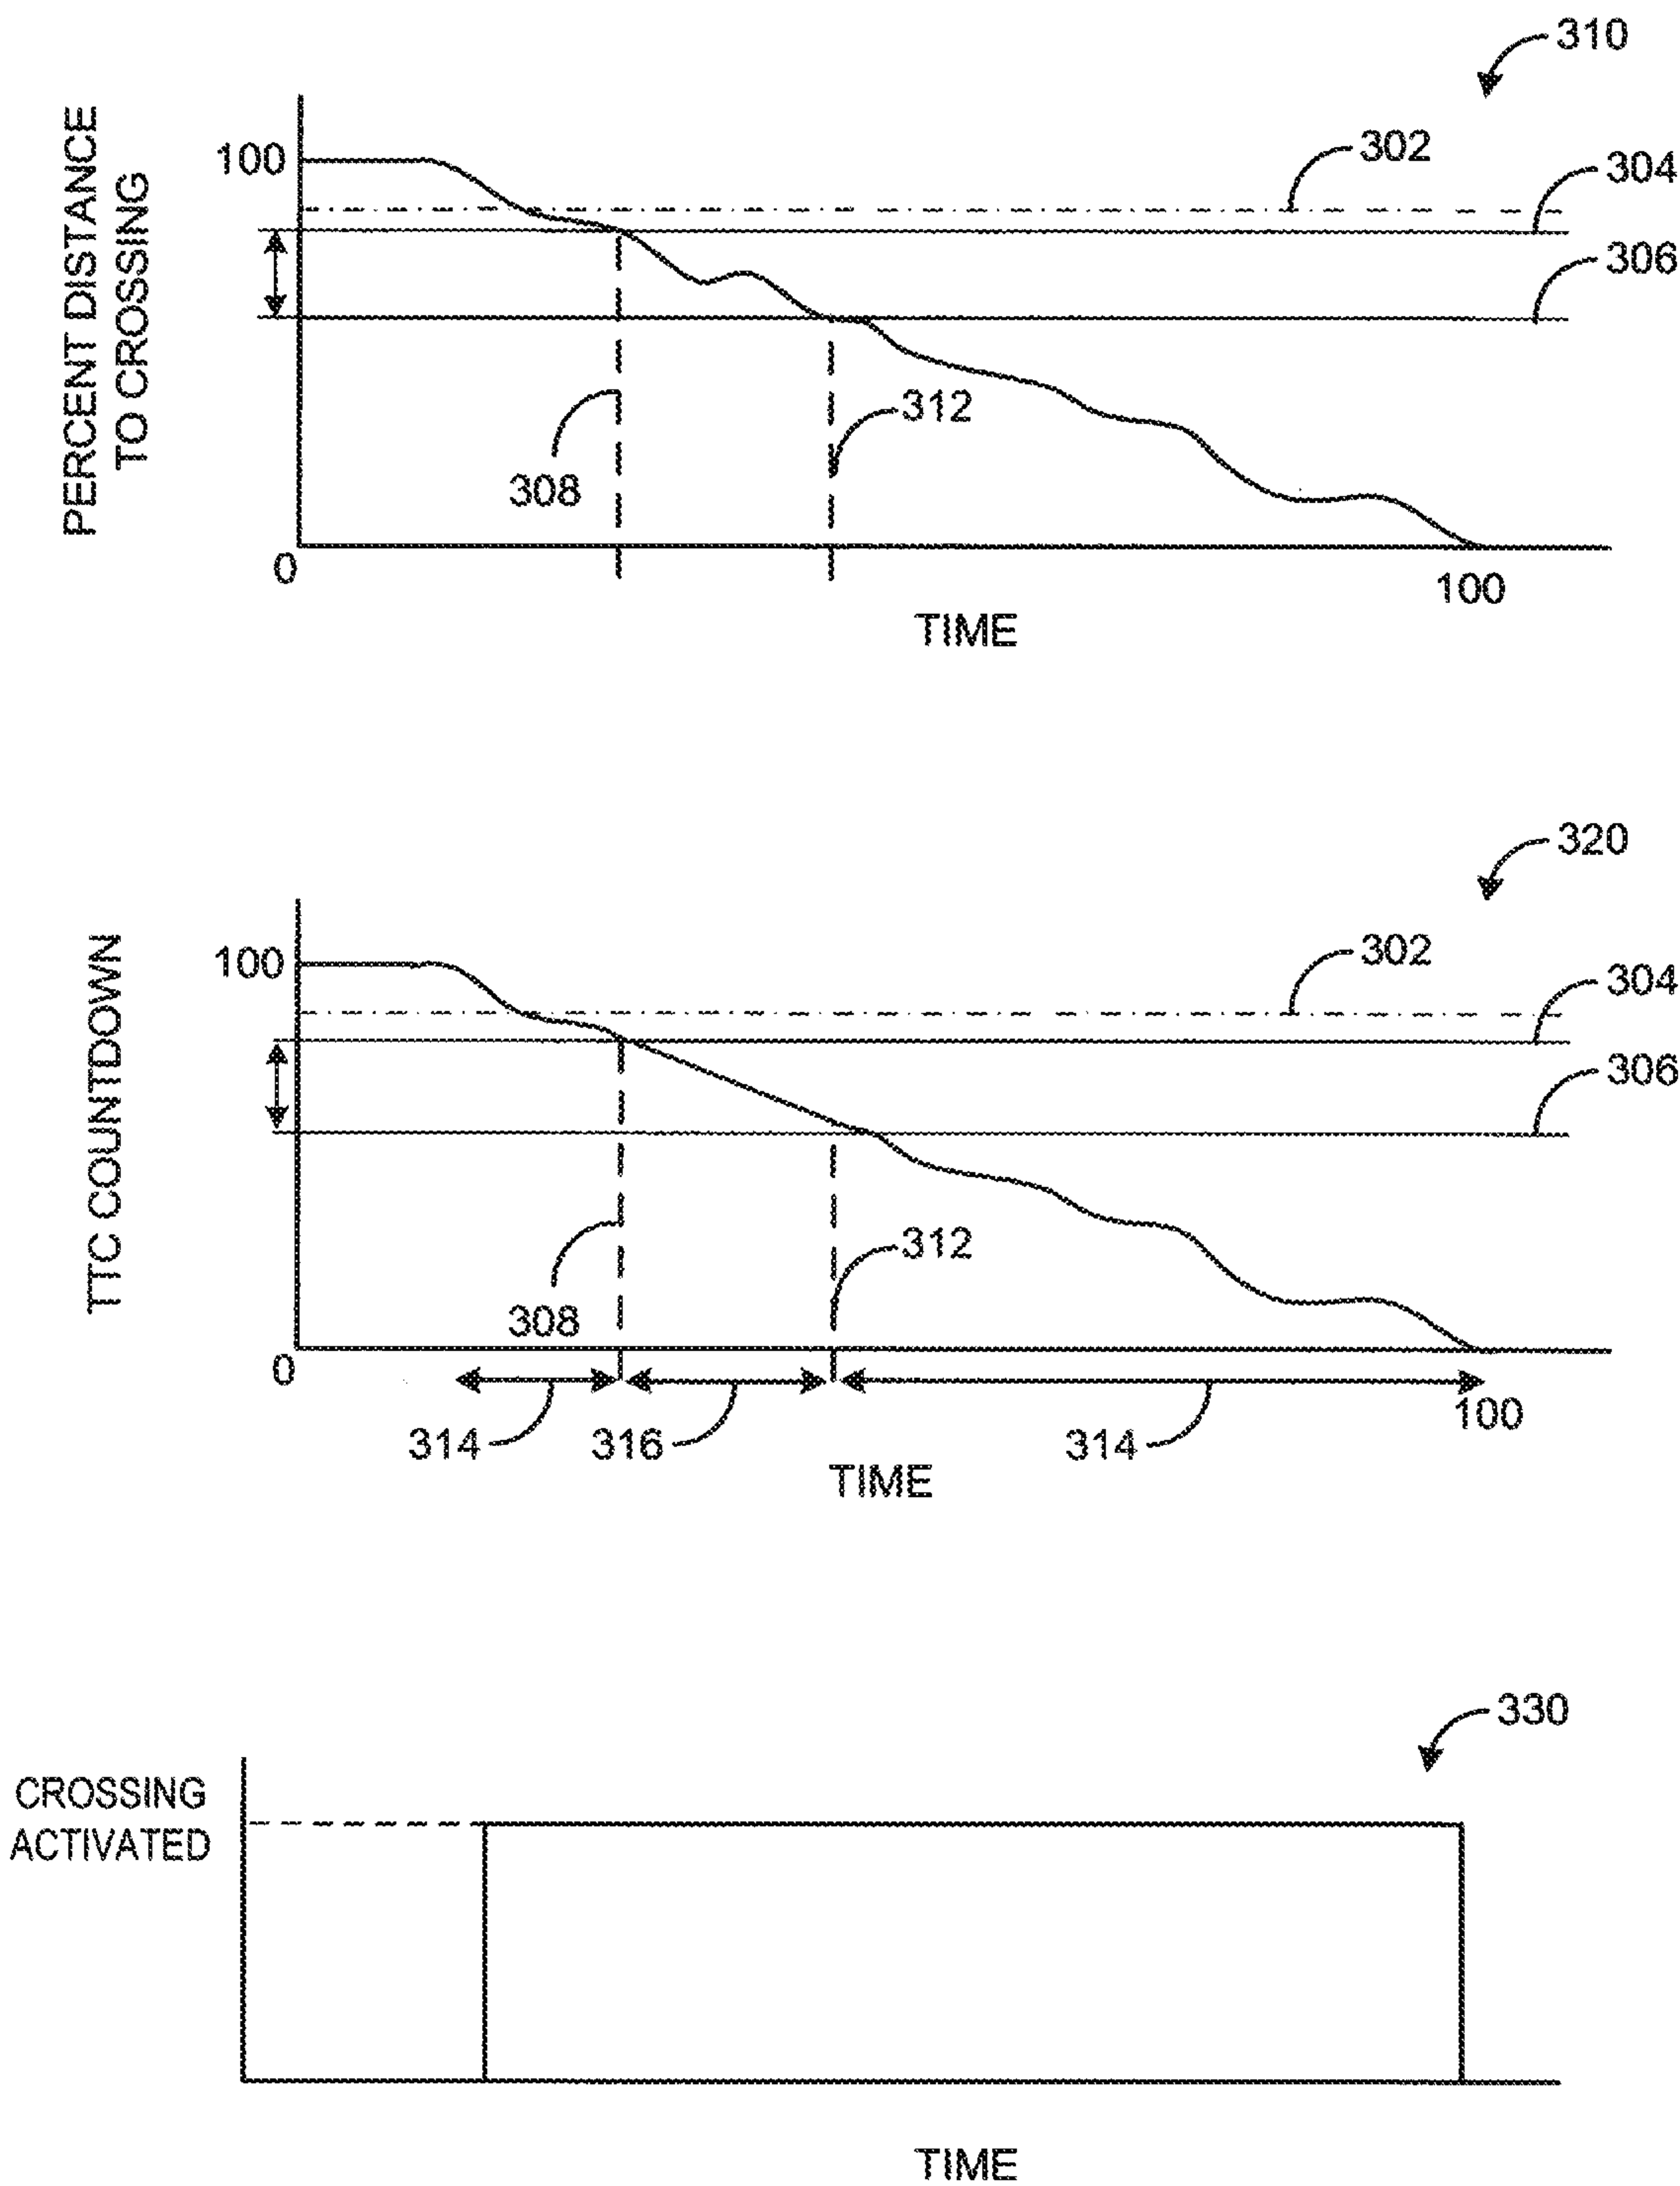 310
PERCENT DISTANCE
TO CROSSING
100
302
304
306
308
312
0
100
TIME
320
TTC COUNTDOWN
100
302
304
306
308
312
0
100
314
316
314
TIME
330
CROSSING
ACTIVATED
TIME